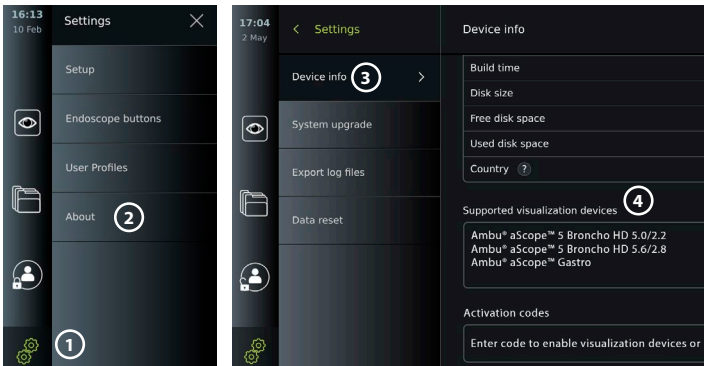 16:13
10 Feb
Settings
Setup
Endoscope buttons
User Profiles
About
2
1
17:04
2 May
Settings
Device info
3
System upgrade
Export log files
Data reset
Device info
Build time
Disk size
Free disk space
Used disk space
Country ?
4
Supported visualization devices
Ambu® aScope™ 5 Broncho HD 5.0/2.2
Ambu® aScope™ 5 Broncho HD 5.6/2.8
Ambu® aScope™ Gastro
Activation codes
Enter code to enable visualization devices or